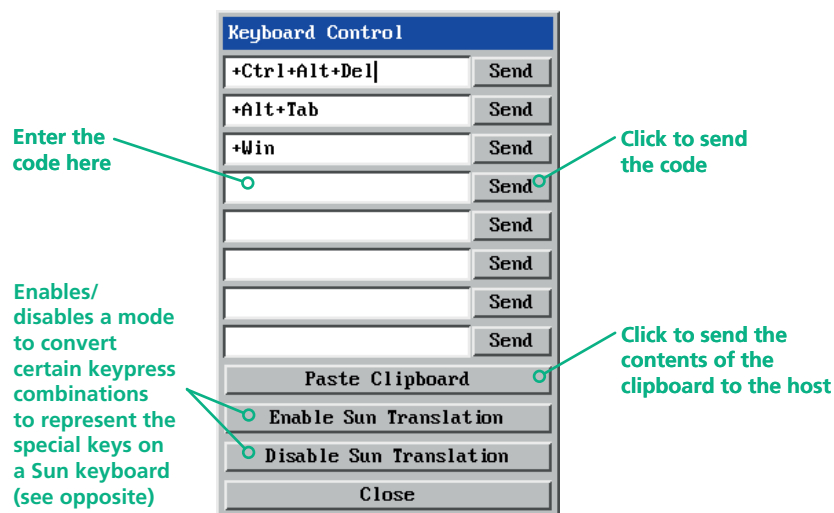 Keyboard Control
+Ctrl+Alt+Del Send
+Alt+Tab Send
+Win Send
Send
Send
Send
Send
Send
Paste Clipboard
Enable Sun Translation
Disable Sun Translation
Close
Enter the
code here
Enables/
disables a mode
to convert
certain keypress
combinations
to represent the
special keys on
a Sun keyboard
(see opposite)
Click to send
the code
Click to send the
contents of the
clipboard to the host